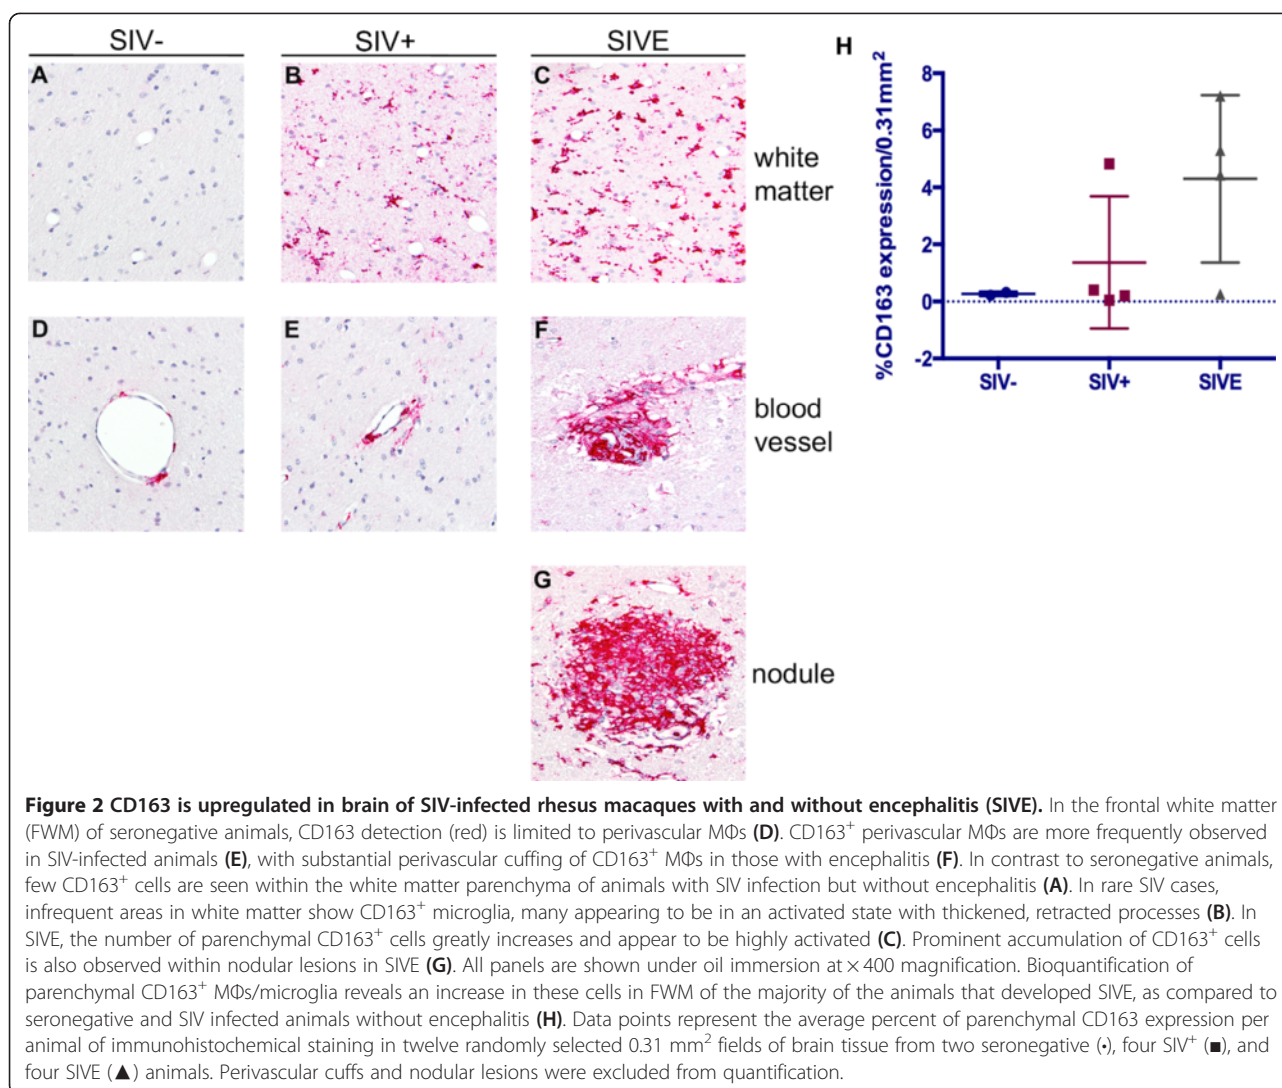 SIV- SIV+ SIVE
A B C
white
matter
D E F
blood
vessel
G
nodule
H
%CD163 expression/0.31mm²
8
6
4
2
0
-2
SIV- SIV+ SIVE
Figure 2 CD163 is upregulated in brain of SIV-infected rhesus macaques with and without encephalitis (SIVE). In the frontal white matter
(FWM) of seronegative animals, CD163 detection (red) is limited to perivascular MΦs (D). CD163⁺ perivascular MΦs are more frequently observed
in SIV-infected animals (E), with substantial perivascular cuffing of CD163⁺ MΦs in those with encephalitis (F). In contrast to seronegative animals,
few CD163⁺ cells are seen within the white matter parenchyma of animals with SIV infection but without encephalitis (A). In rare SIV cases,
infrequent areas in white matter show CD163⁺ microglia, many appearing to be in an activated state with thickened, retracted processes (B). In
SIVE, the number of parenchymal CD163⁺ cells greatly increases and appear to be highly activated (C). Prominent accumulation of CD163⁺ cells
is also observed within nodular lesions in SIVE (G). All panels are shown under oil immersion at × 400 magnification. Bioquantification of
parenchymal CD163⁺ MΦs/microglia reveals an increase in these cells in FWM of the majority of the animals that developed SIVE, as compared to
seronegative and SIV infected animals without encephalitis (H). Data points represent the average percent of parenchymal CD163 expression per
animal of immunohistochemical staining in twelve randomly selected 0.31 mm² fields of brain tissue from two seronegative (•), four SIV⁺ (■), and
four SIVE (▲) animals. Perivascular cuffs and nodular lesions were excluded from quantification.